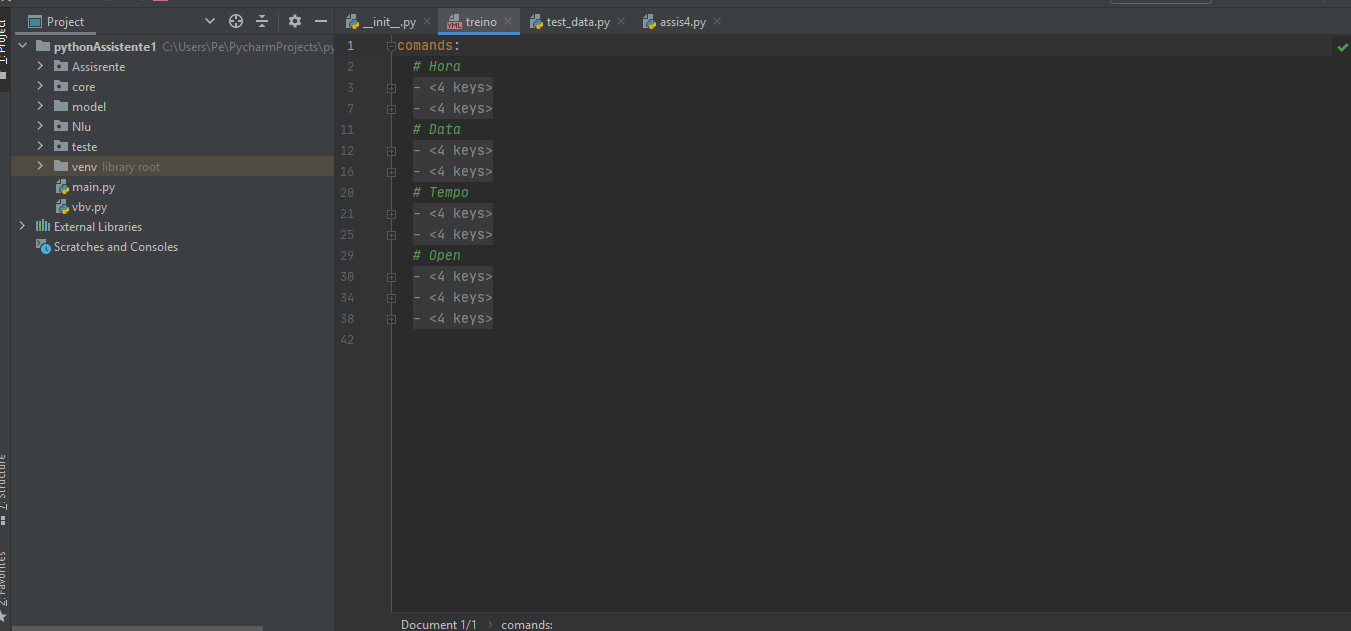 Project
__init__.py
treino
test_data.py
assis4.py
1: Project
pythonAssistente1 C:\Users\Pe\PycharmProjects\py
Assisrente
core
model
Nlu
teste
venv library root
main.py
vbv.py
External Libraries
Scratches and Consoles
7: Structure
2: Favorites
1 comands:
2 # Hora
3 - <4 keys>
7 - <4 keys>
11 # Data
12 - <4 keys>
16 - <4 keys>
20 # Tempo
21 - <4 keys>
25 - <4 keys>
29 # Open
30 - <4 keys>
34 - <4 keys>
38 - <4 keys>
42
Document 1/1 › comands: